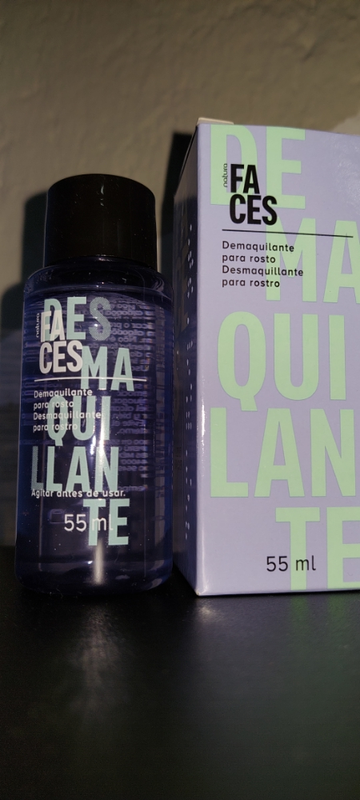 natura
FA
CES
DES
MA
QUI
LLAN
TE
Demaquilante
para rosto
Desmaquillante
para rostro
Agitar antes de usar.
55 ml
natura
FA
CES
Demaquilante
para rosto
Desmaquillante
para rostro
DE
MA
QUI
LAN
TE
55 ml